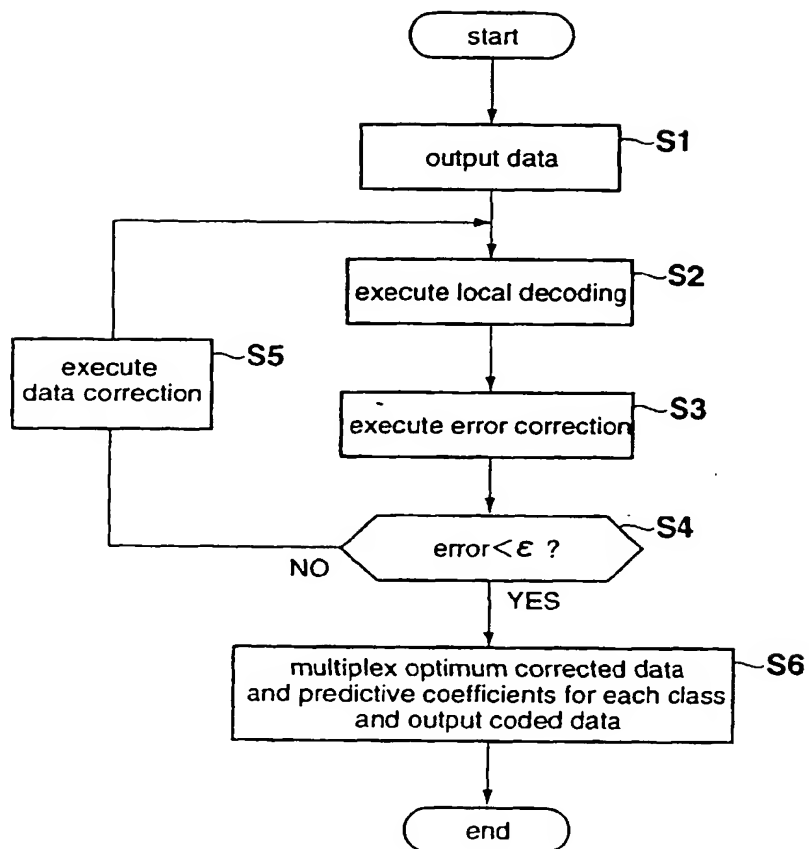 start
output data
S1
execute local decoding
S2
execute
data correction
S5
execute error correction
S3
error<ε ?
S4
NO
YES
multiplex optimum corrected data
and predictive coefficients for each class
and output coded data
S6
end